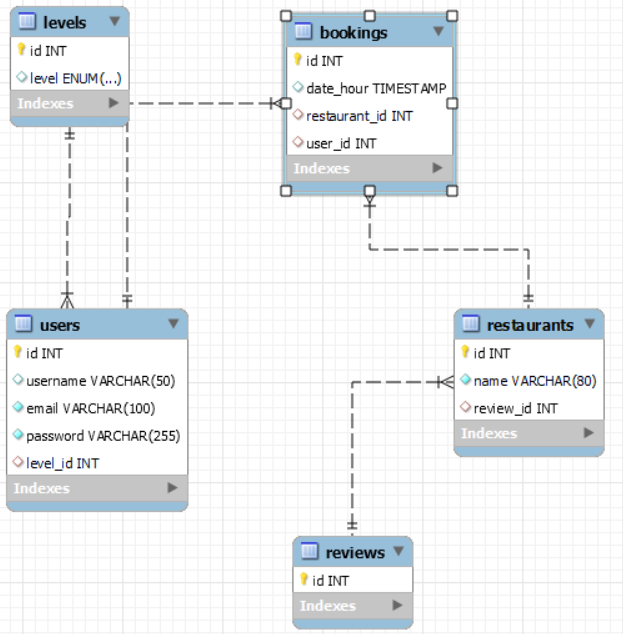 levels
id INT
level ENUM(...)
Indexes
bookings
id INT
date_hour TIMESTAMP
restaurant_id INT
user_id INT
Indexes
users
id INT
username VARCHAR(50)
email VARCHAR(100)
password VARCHAR(255)
level_id INT
Indexes
restaurants
id INT
name VARCHAR(80)
review_id INT
Indexes
reviews
id INT
Indexes